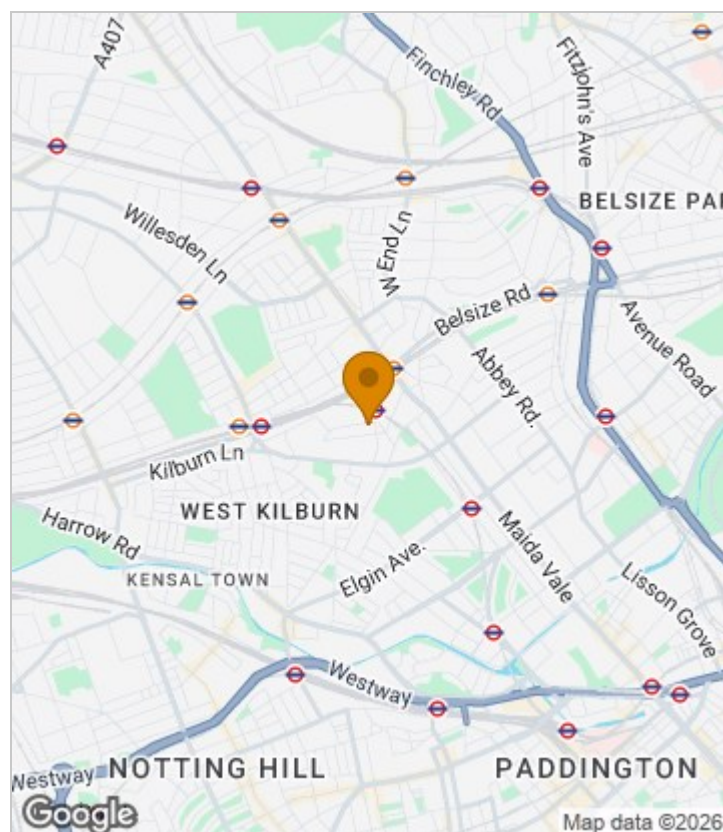 A407
Finchley Rd
Fitzjohn's Ave
BELSIZE PAR
Willesden Ln
W End Ln
Belsize Rd
Avenue Road
Abbey Rd.
Kilburn Ln
WEST KILBURN
Harrow Rd
Maida Vale
Elgin Ave.
KENSAL TOWN
Lisson Grove
Westway
NOTTING HILL
PADDINGTON
Westway
Google
Map data ©2026